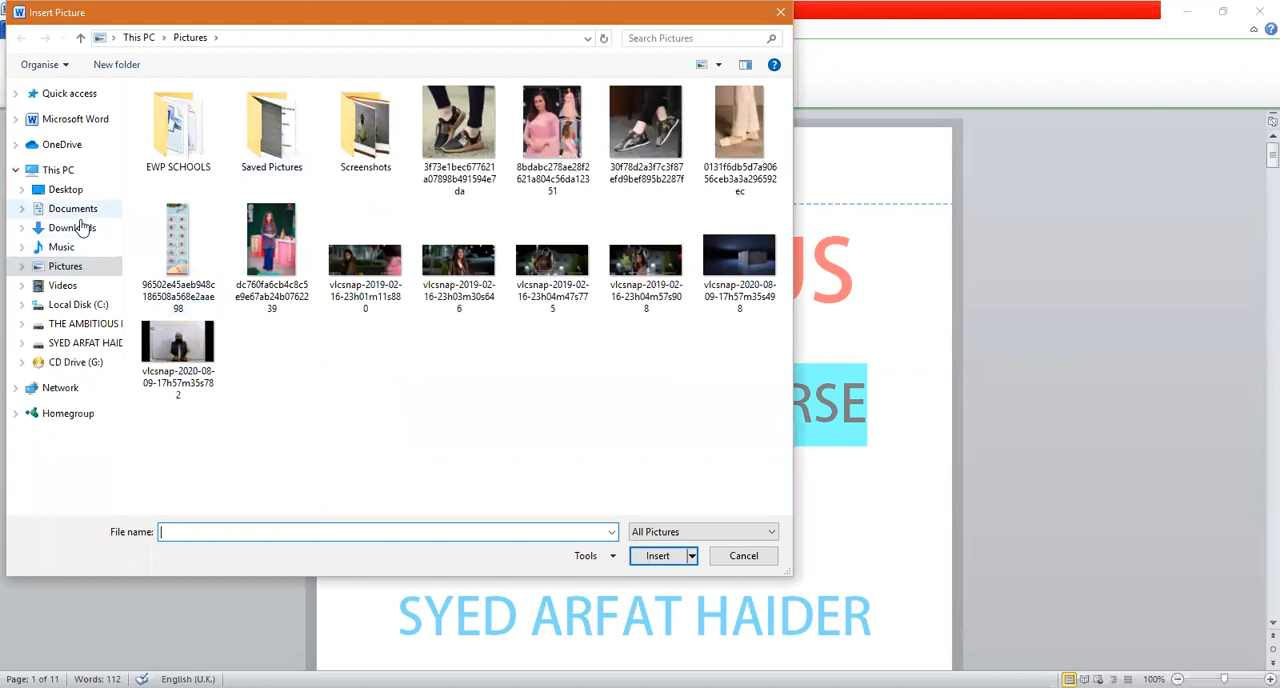 Insert Picture
This PC
Pictures
Search Pictures
Organise
New folder
Quick access
Microsoft Word
OneDrive
This PC
Desktop
Documents
Music
Pictures
Videos
Local Disk (C:)
THE AMBITIOUS
SYED ARFAT HAID
CD Drive (G:)
Network
Homegroup
EWP SCHOOLS
Saved Pictures
Screenshots
3f73e1bec677621
a07898b491594e7
da
8bdabc278ae28f2
621a804c56da123
51
30f78d2a3f7c3f87
efd9bef895b2287f
0131f6db5d7a906
56ceb3a3a296592
ec
96502e45aeb948c
186508a568e2aae
98
dc760fa6cb4c8c5
e9e67ab24b07622
39
vlcsnap-2019-02-
16-23h01m11s88
0
vlcsnap-2019-02-
16-23h03m30s64
6
vlcsnap-2019-02-
16-23h04m47s77
5
vlcsnap-2019-02-
16-23h04m57s90
8
vlcsnap-2020-08-
09-17h57m35s49
8
vlcsnap-2020-08-
09-17h57m35s78
2
File name:
All Pictures
Tools
Insert
Cancel
US
RSE
SYED ARFAT HAIDER
Page: 1 of 11
Words: 112
English (U.K.)
100%